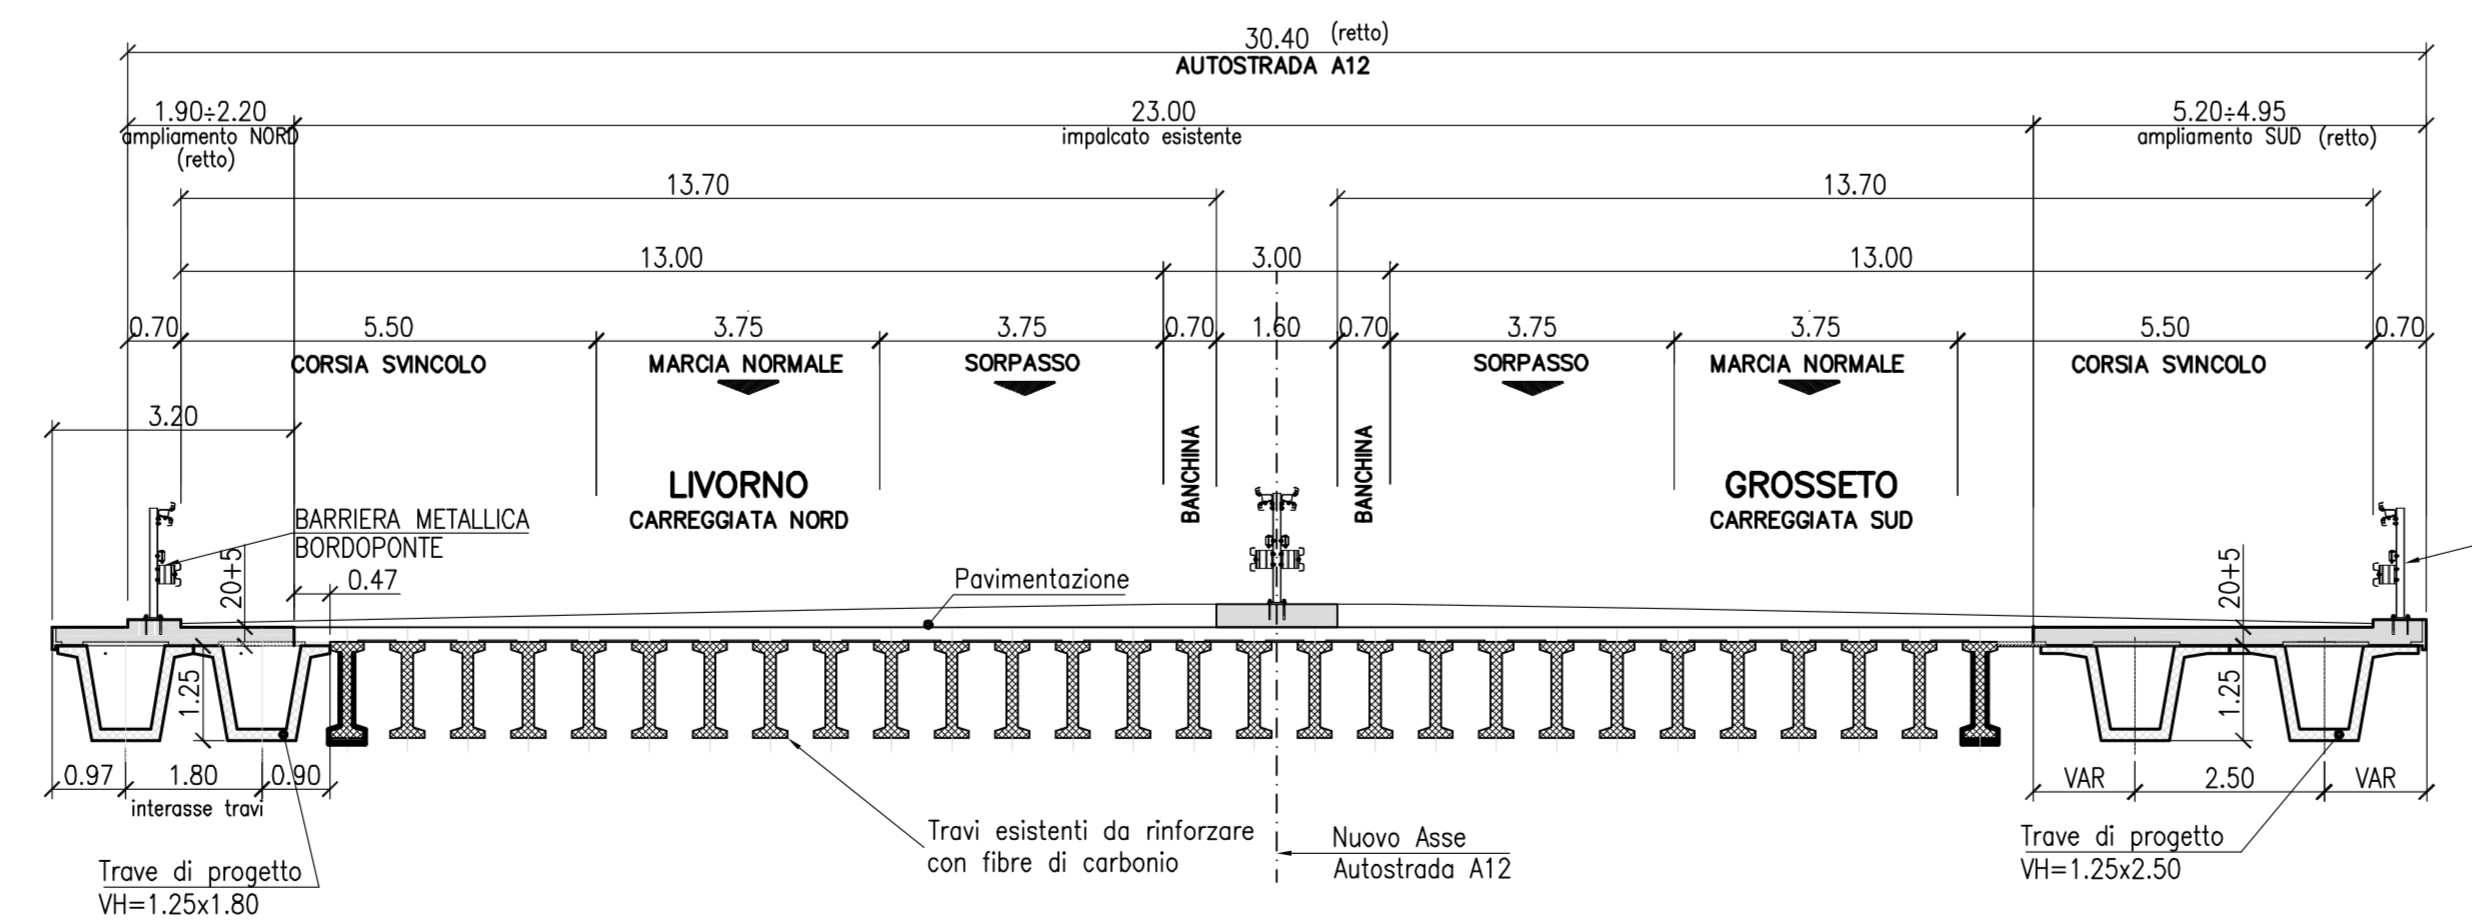 30.40 (retto)
AUTOSTRADA A12
1.90÷2.20 23.00 5.20÷4.95
ampliamento NORD impalcato esistente ampliamento SUD (retto)
(retto)
13.70 13.70
13.00 3.00 13.00
0.70 5.50 3.75 3.75 0.70 1.60 0.70 3.75 3.75 5.50 0.70
CORSIA SVINCOLO MARCIA NORMALE SORPASSO SORPASSO MARCIA NORMALE CORSIA SVINCOLO
3.20
BANCHINA BANCHINA
LIVORNO GROSSETO
CARREGGIATA NORD CARREGGIATA SUD
BARRIERA METALLICA
BORDOPONTE
20+5 0.47 Pavimentazione 20+5
1.25 1.25
0.97 1.80 0.90 VAR 2.50 VAR
interasse travi
Travi esistenti da rinforzare
con fibre di carbonio
Nuovo Asse
Autostrada A12
Trave di progetto
VH=1.25x2.50
Trave di progetto
VH=1.25x1.80